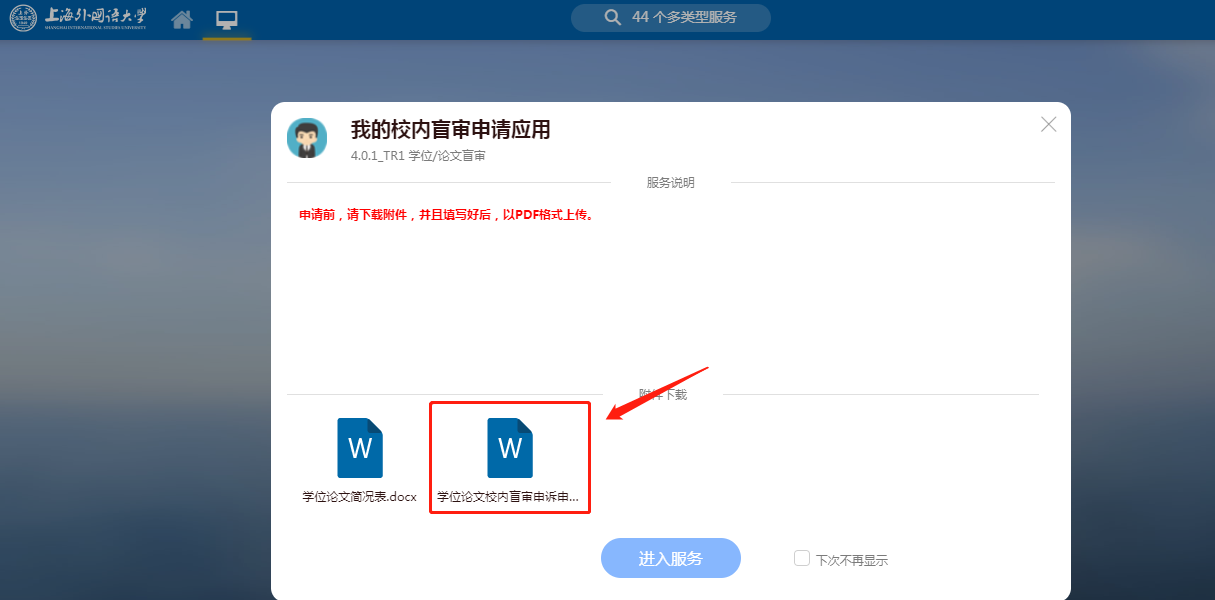 上海外国语大学
SHANGHAI INTERNATIONAL STUDIES UNIVERSITY
44 个多类型服务
我的校内盲审申请应用
4.0.1_TR1 学位/论文盲审
服务说明
申请前，请下载附件，并且填写好后，以PDF格式上传。
附件下载
W
W
学位论文简况表.docx
学位论文校内盲审申诉申...
进入服务
下次不再显示